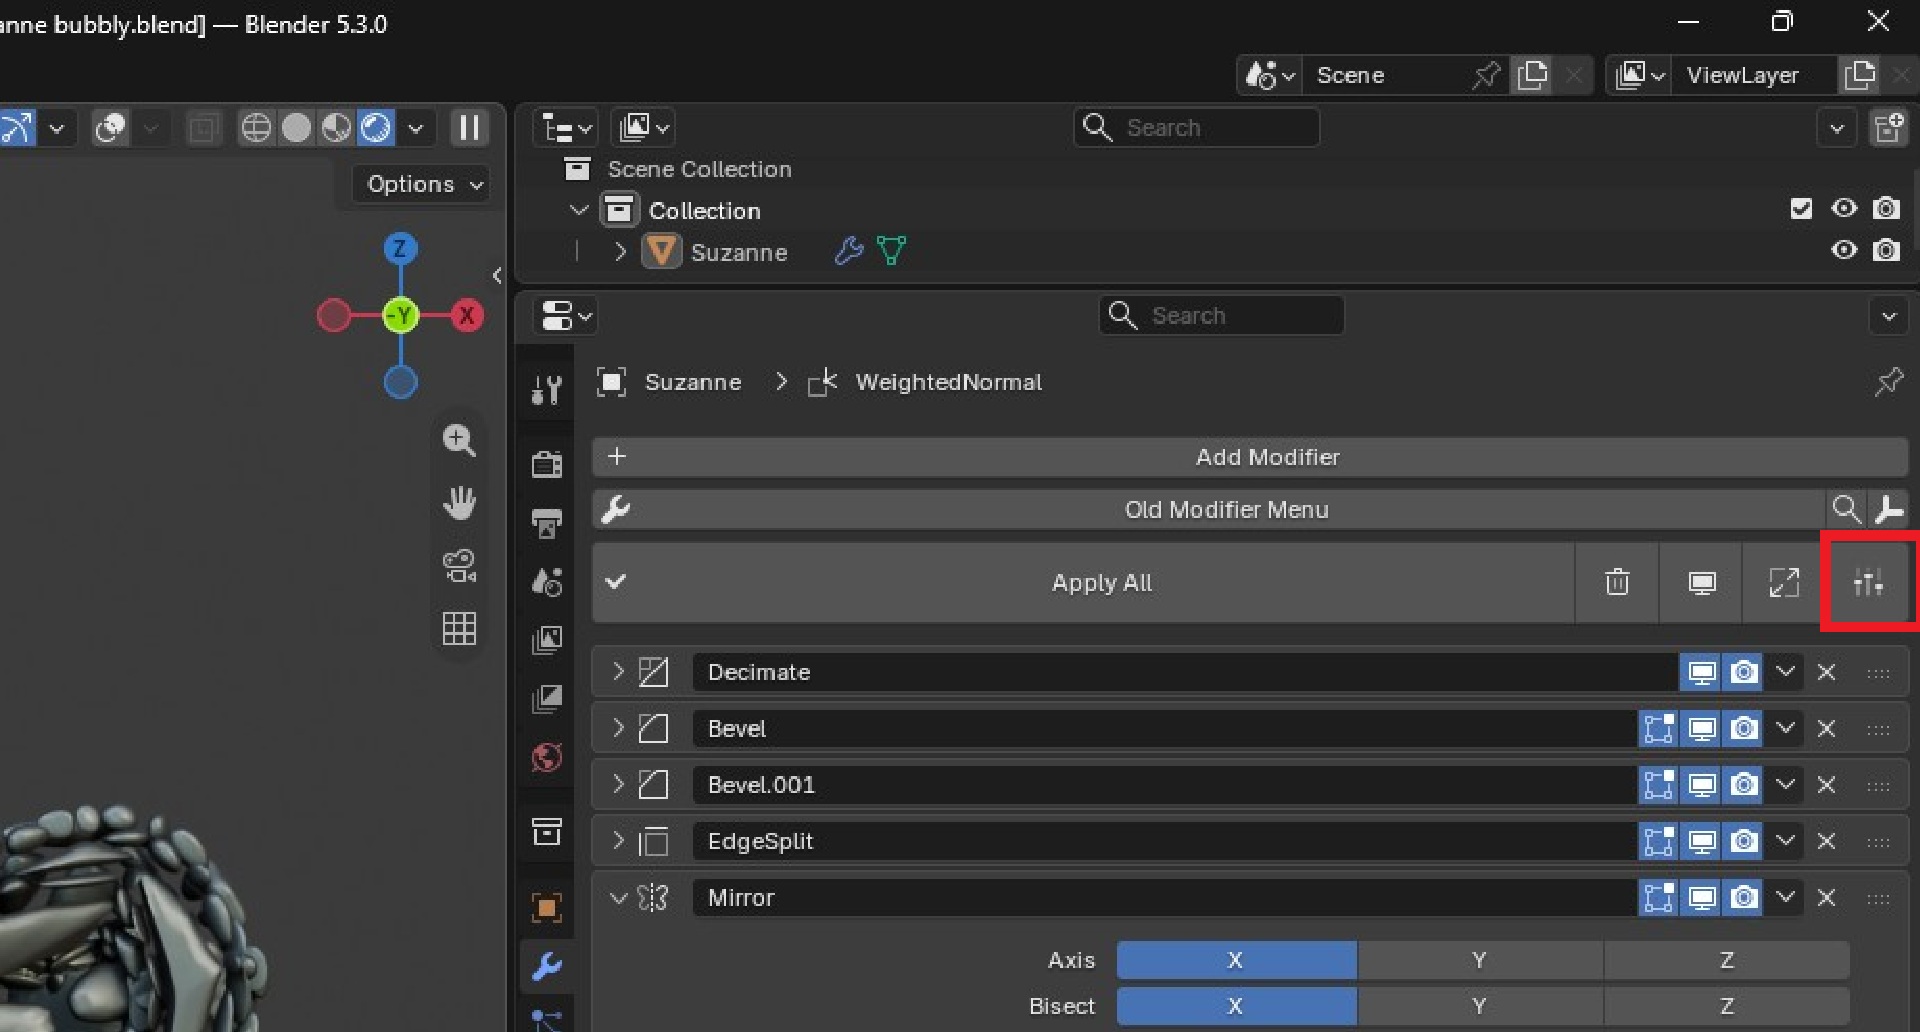 anne bubbly.blend] — Blender 5.3.0
Scene
ViewLayer
Search
Options
Scene Collection
Collection
Suzanne
Z
-Y
X
Search
Suzanne > WeightedNormal
Add Modifier
Old Modifier Menu
Apply All
Decimate
Bevel
Bevel.001
EdgeSplit
Mirror
Axis X Y Z
Bisect X Y Z